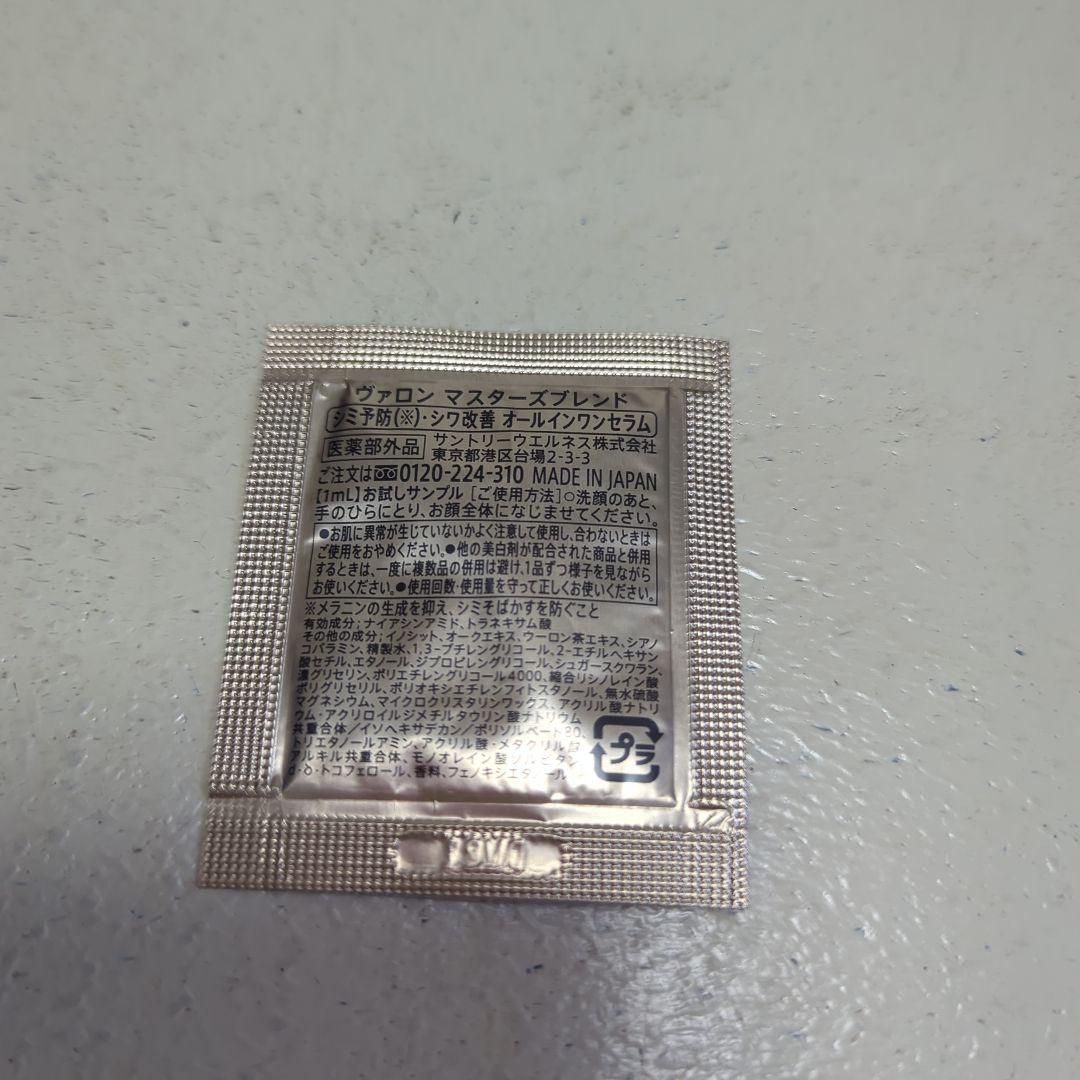 ヴァロン マスターズブレンド
シミ予防(※)・シワ改善 オールインワンセラム
医薬部外品 サントリーウエルネス株式会社
東京都港区台場2-3-3
ご注文は 0120-224-310 MADE IN JAPAN
【1mL】お試しサンプル [ご使用方法]○洗顔のあと、
手のひらにとり、お顔全体になじませてください。
●お肌に異常が生じていないかよく注意して使用し、合わないときは
ご使用をおやめください。●他の美白剤が配合された商品と併用
するときは、一度に複数品の併用は避け、1品ずつ様子を見ながら
お使いください。●使用回数・使用量を守って正しくお使いください。
※メラニンの生成を抑え、シミそばかすを防ぐこと
有効成分;ナイアシンアミド、トラネキサム酸
その他の成分;イノシット、オークエキス、ウーロン茶エキス、シアノ
コバラミン、精製水、1,3-ブチレングリコール、2-エチルヘキサン
酸セチル、エタノール、ジプロピレングリコール、シュガースクワラン、
濃グリセリン、ポリエチレングリコール4000、縮合リシノレイン酸
ポリグリセリル、ポリオキシエチレンフィトスタノール、無水硫酸
マグネシウム、マイクロクリスタリンワックス、アクリル酸ナトリ
ウム・アクリロイルジメチルタウリン酸ナトリウム
共重合体/イソヘキサデカン/ポリソルベート80、
トリエタノールアミン、アクリル酸・メタクリル酸
アルキル共重合体、モノオレイン酸ソルビタン、
d-δ-トコフェロール、香料、フェノキシエタノール
プラ